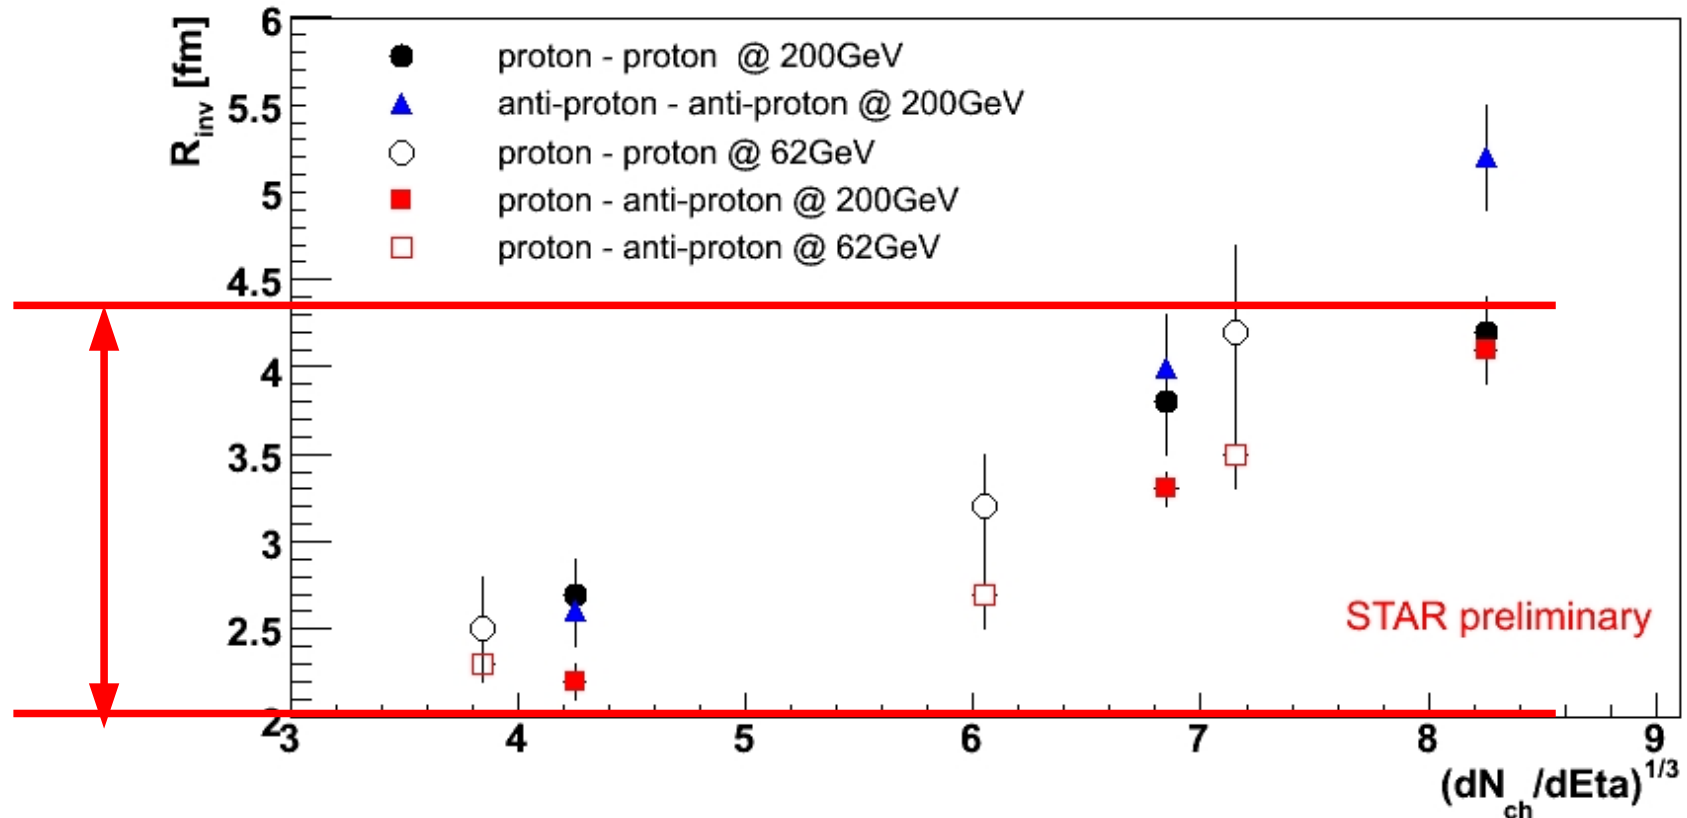 R_inv [fm]
6
5.5
5
4.5
4
3.5
3
2.5
2
proton - proton @ 200GeV
anti-proton - anti-proton @ 200GeV
proton - proton @ 62GeV
proton - anti-proton @ 200GeV
proton - anti-proton @ 62GeV
STAR preliminary
3 4 5 6 7 8 9
(dN_ch/dEta)^1/3